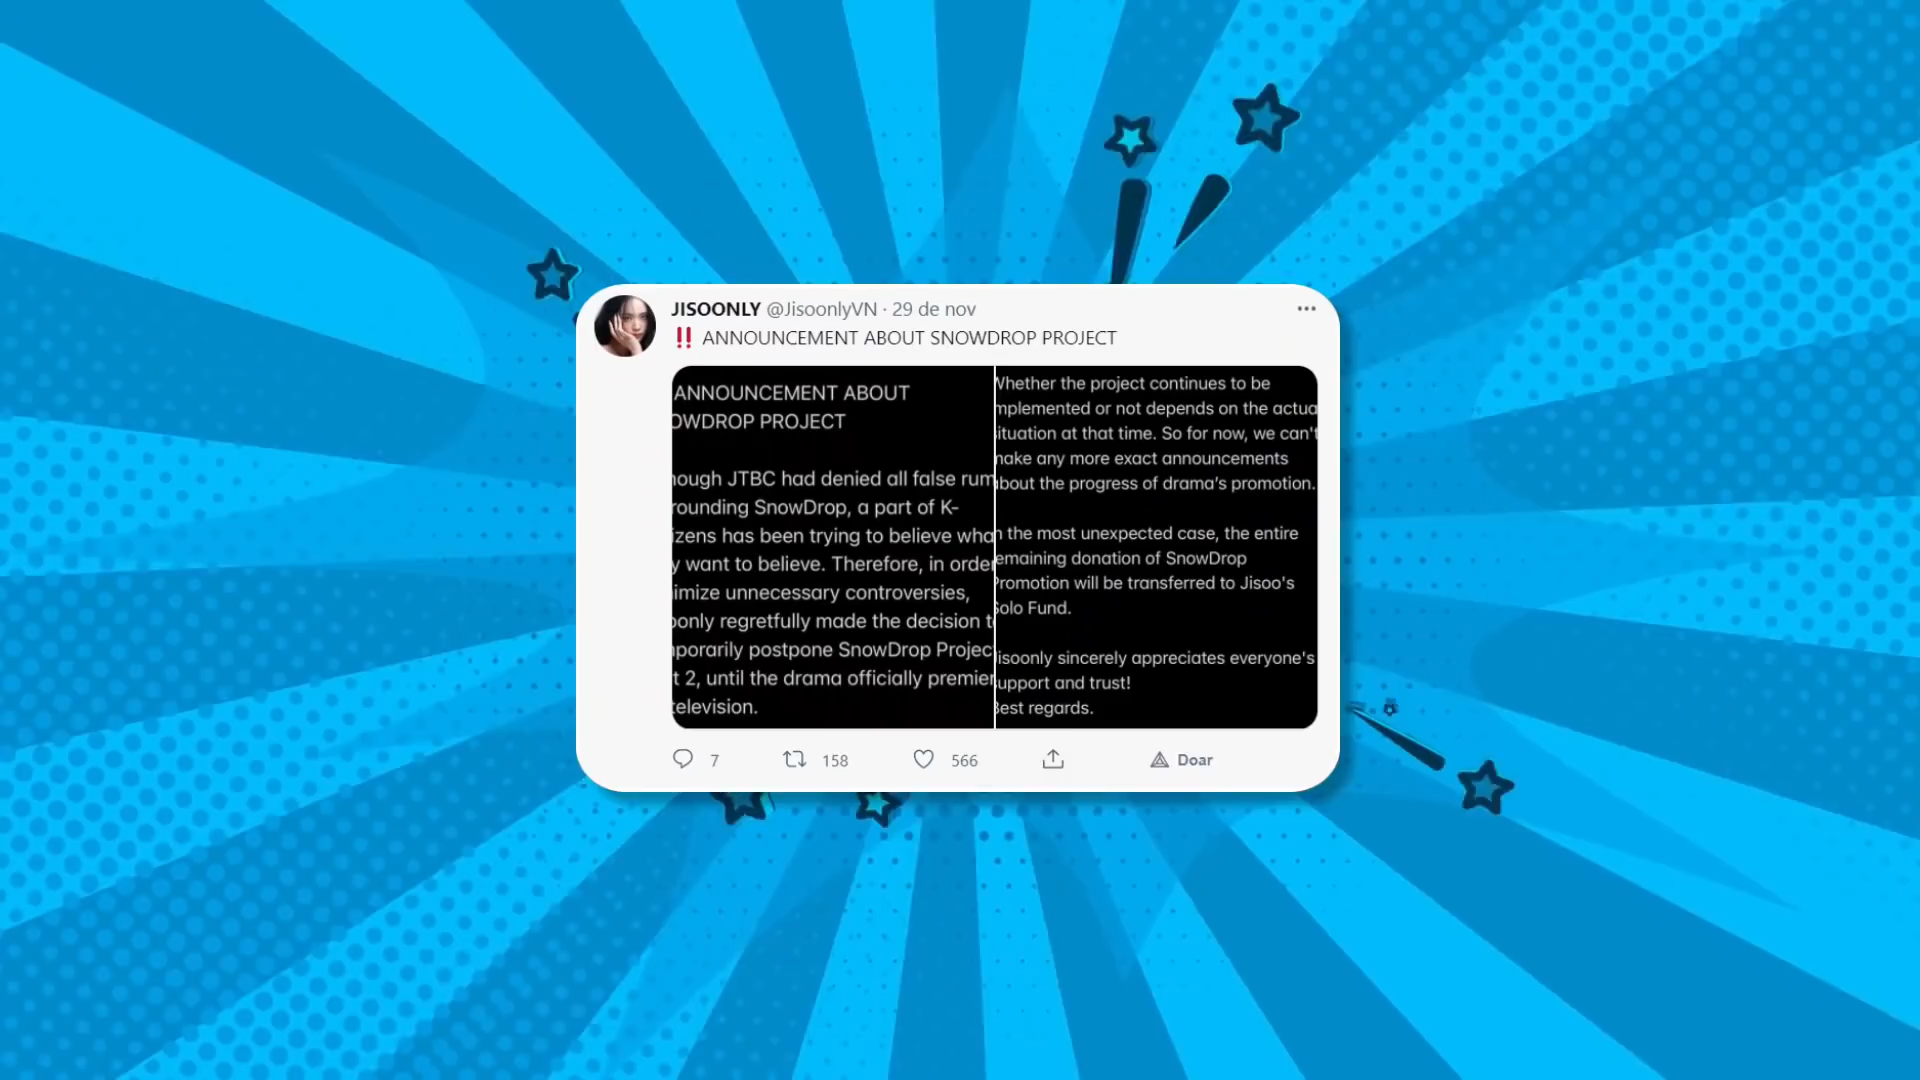 JISOONLY @JisoonlyVN · 29 de nov
‼ ANNOUNCEMENT ABOUT SNOWDROP PROJECT
ANNOUNCEMENT ABOUT
OWDROP PROJECT
hough JTBC had denied all false rum
rounding SnowDrop, a part of K-
izens has been trying to believe wha
y want to believe. Therefore, in order
imize unnecessary controversies,
oonly regretfully made the decision t
porarily postpone SnowDrop Projec
t 2, until the drama officially premier
television.
Whether the project continues to be
mplemented or not depends on the actua
ituation at that time. So for now, we can't
make any more exact announcements
about the progress of drama's promotion.
n the most unexpected case, the entire
emaining donation of SnowDrop
Promotion will be transferred to Jisoo's
Solo Fund.
Jisoonly sincerely appreciates everyone's
upport and trust!
Best regards.
7 158 566 Doar